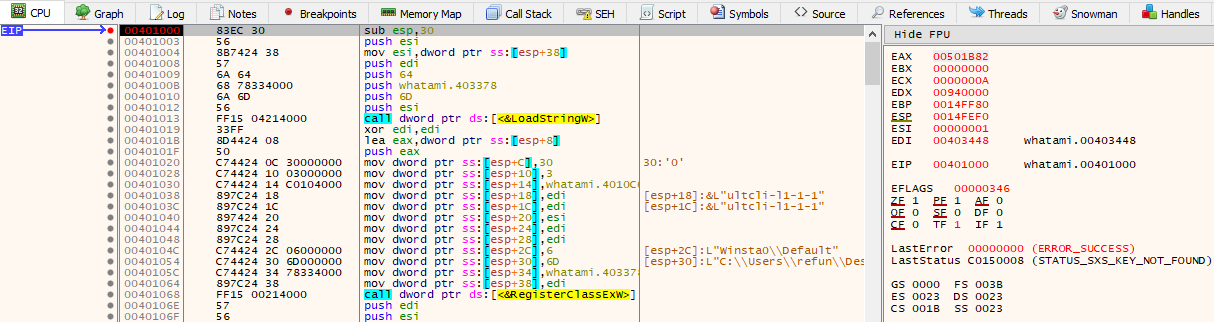 CPU Graph Log Notes Breakpoints Memory Map Call Stack SEH Script Symbols Source References Threads Snowman Handles
EIP 00401000 83EC 30 sub esp,30
00401003 56 push esi
00401004 8B7424 38 mov esi,dword ptr ss:[esp+38]
00401008 57 push edi
00401009 6A 64 push 64
0040100B 68 78334000 push whatami.403378
00401010 6A 6D push 6D
00401012 56 push esi
00401013 FF15 04214000 call dword ptr ds:[<&LoadStringW>]
00401019 33FF xor edi,edi
0040101B 8D4424 08 lea eax,dword ptr ss:[esp+8]
0040101F 50 push eax
00401020 C74424 0C 30000000 mov dword ptr ss:[esp+C],30 30:'0'
00401028 C74424 10 03000000 mov dword ptr ss:[esp+10],3
00401030 C74424 14 C0104000 mov dword ptr ss:[esp+14],whatami.4010C0
00401038 897C24 18 mov dword ptr ss:[esp+18],edi [esp+18]:&L"ultcli-l1-1-1"
0040103C 897C24 1C mov dword ptr ss:[esp+1C],edi [esp+1C]:&L"ultcli-l1-1-1"
00401040 897424 20 mov dword ptr ss:[esp+20],esi
00401044 897C24 24 mov dword ptr ss:[esp+24],edi
00401048 897C24 28 mov dword ptr ss:[esp+28],edi
0040104C C74424 2C 06000000 mov dword ptr ss:[esp+2C],6 [esp+2C]:L"Winsta0\\Default"
00401054 C74424 30 6D000000 mov dword ptr ss:[esp+30],6D [esp+30]:L"C:\\Users\\refun\\Des
0040105C C74424 34 78334000 mov dword ptr ss:[esp+34],whatami.403378
00401064 897C24 38 mov dword ptr ss:[esp+38],edi
00401068 FF15 00214000 call dword ptr ds:[<&RegisterClassExW>]
0040106E 57 push edi
0040106F 56 push esi
Hide FPU
EAX 00501B82
EBX 00000000
ECX 0000000A
EDX 00940000
EBP 0014FF80
ESP 0014FEF0
ESI 00000001
EDI 00403448 whatami.00403448
EIP 00401000 whatami.00401000
EFLAGS 00000346
ZF 1 PF 1 AF 0
OF 0 SF 0 DF 0
CF 0 TF 1 IF 1
LastError 00000000 (ERROR_SUCCESS)
LastStatus C0150008 (STATUS_SXS_KEY_NOT_FOUND)
GS 0000 FS 003B
ES 0023 DS 0023
CS 001B SS 0023